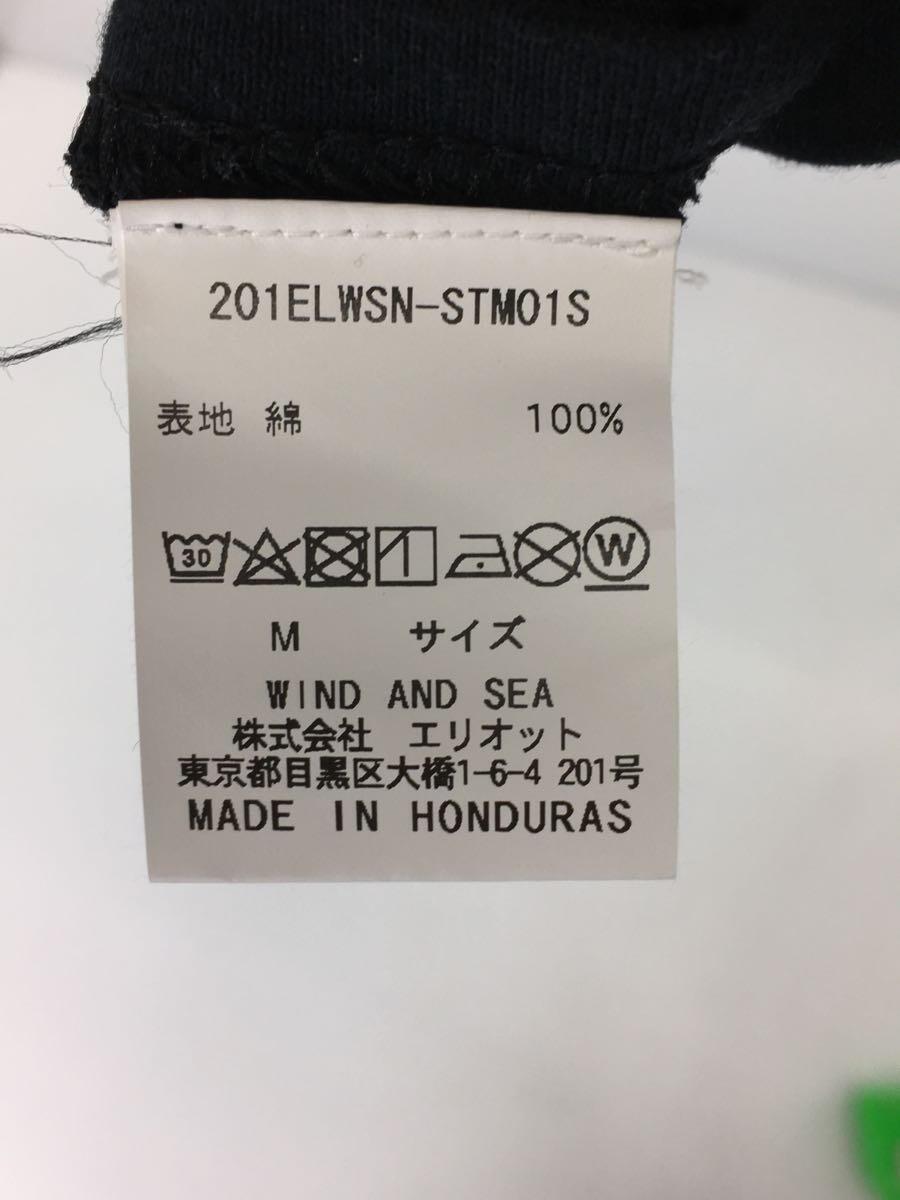 201ELWSN-STM01S
表地 綿 100%
30 W
M サイズ
WIND AND SEA
株式会社 エリオット
東京都目黒区大橋1-6-4 201号
MADE IN HONDURAS